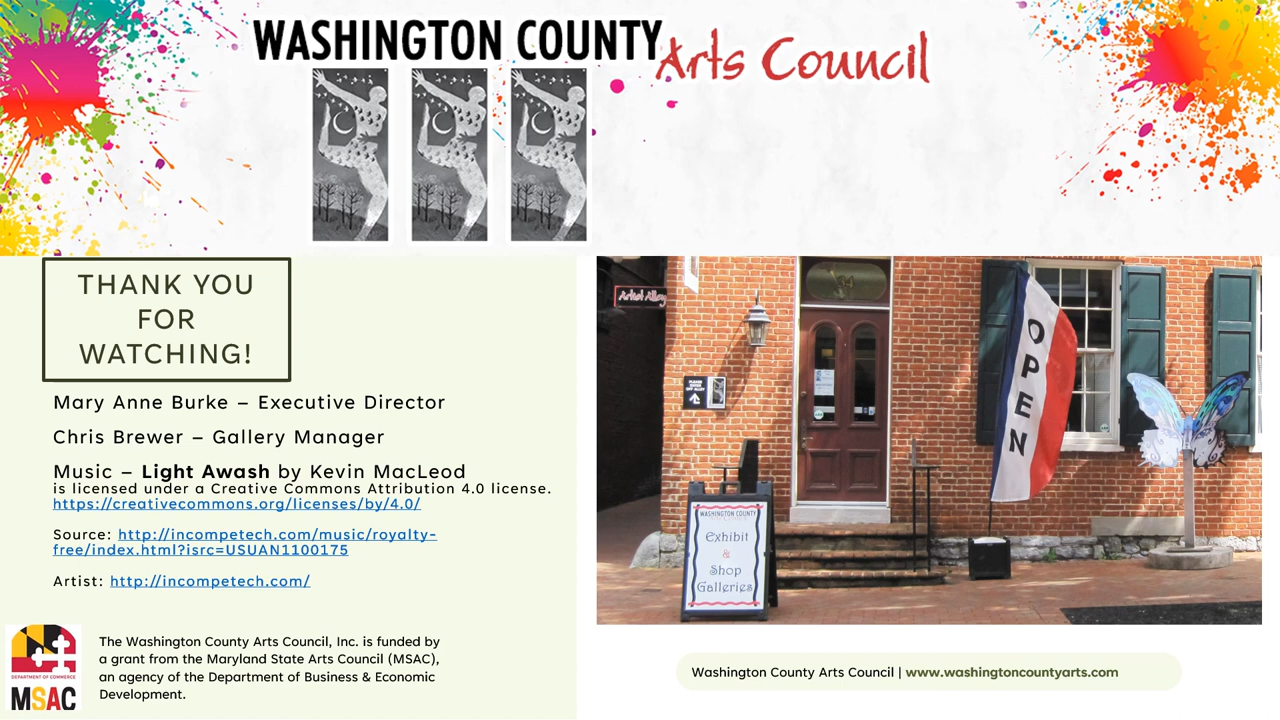 WASHINGTON COUNTY
Arts Council
THANK YOU
FOR
WATCHING!
Mary Anne Burke – Executive Director
Chris Brewer – Gallery Manager
Music – Light Awash by Kevin MacLeod
is licensed under a Creative Commons Attribution 4.0 license.
https://creativecommons.org/licenses/by/4.0/
Source: http://incompetech.com/music/royalty-
free/index.html?isrc=USUAN1100175
Artist: http://incompetech.com/
DEPARTMENT OF COMMERCE
MSAC
The Washington County Arts Council, Inc. is funded by
a grant from the Maryland State Arts Council (MSAC),
an agency of the Department of Business & Economic
Development.
Artist Alley
34
OPEN
WASHINGTON COUNTY
Exhibit
&
Shop
Galleries
Washington County Arts Council | www.washingtoncountyarts.com